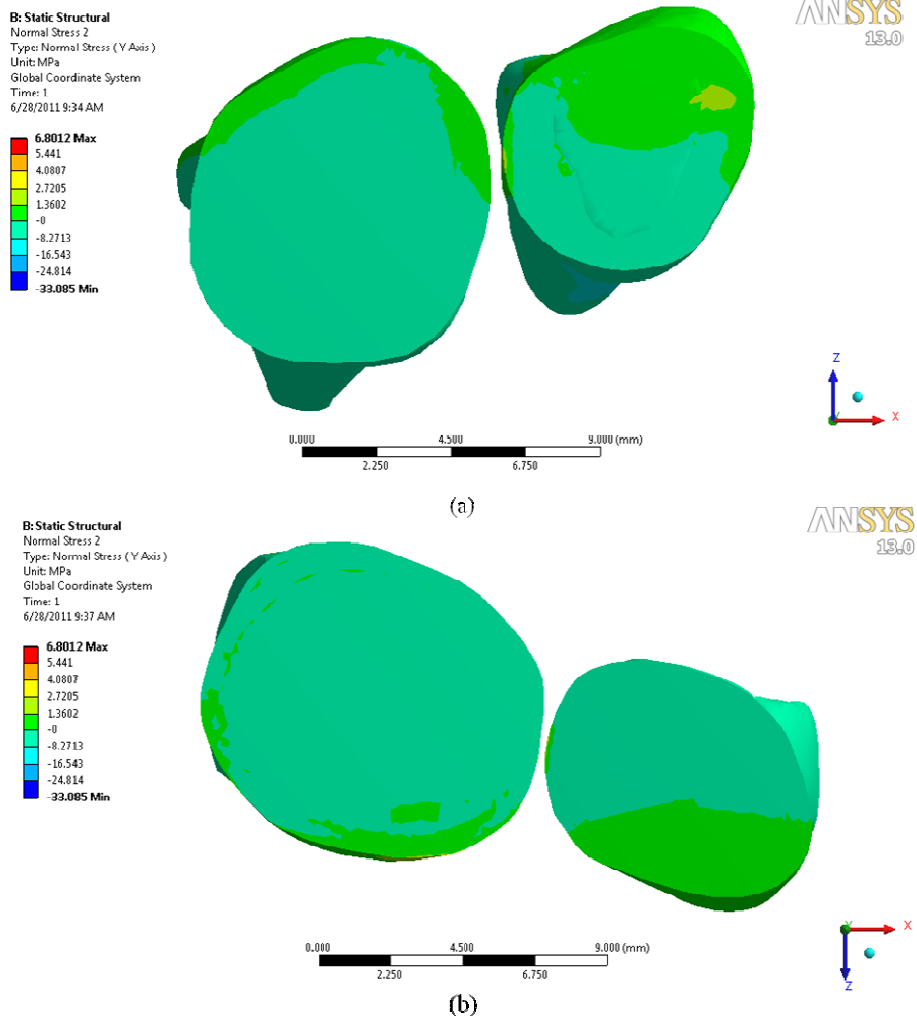 B: Static Structural
Normal Stress 2
Type: Normal Stress ( Y Axis )
Unit: MPa
Global Coordinate System
Time: 1
6/28/2011 9:34 AM
ANSYS
13.0
6.8012 Max
5.441
4.0807
2.7205
1.3602
-0
-8.2713
-16.543
-24.814
-33.085 Min
Z
X
Y
0.000
4.500
9.000 (mm)
2.250
6.750
(a)
B: Static Structural
Normal Stress 2
Type: Normal Stress ( Y Axis )
Unit: MPa
Global Coordinate System
Time: 1
6/28/2011 9:37 AM
ANSYS
13.0
6.8012 Max
5.441
4.0807
2.7205
1.3602
-0
-8.2713
-16.543
-24.814
-33.085 Min
Y
X
Z
0.000
4.500
9.000 (mm)
2.250
6.750
(b)